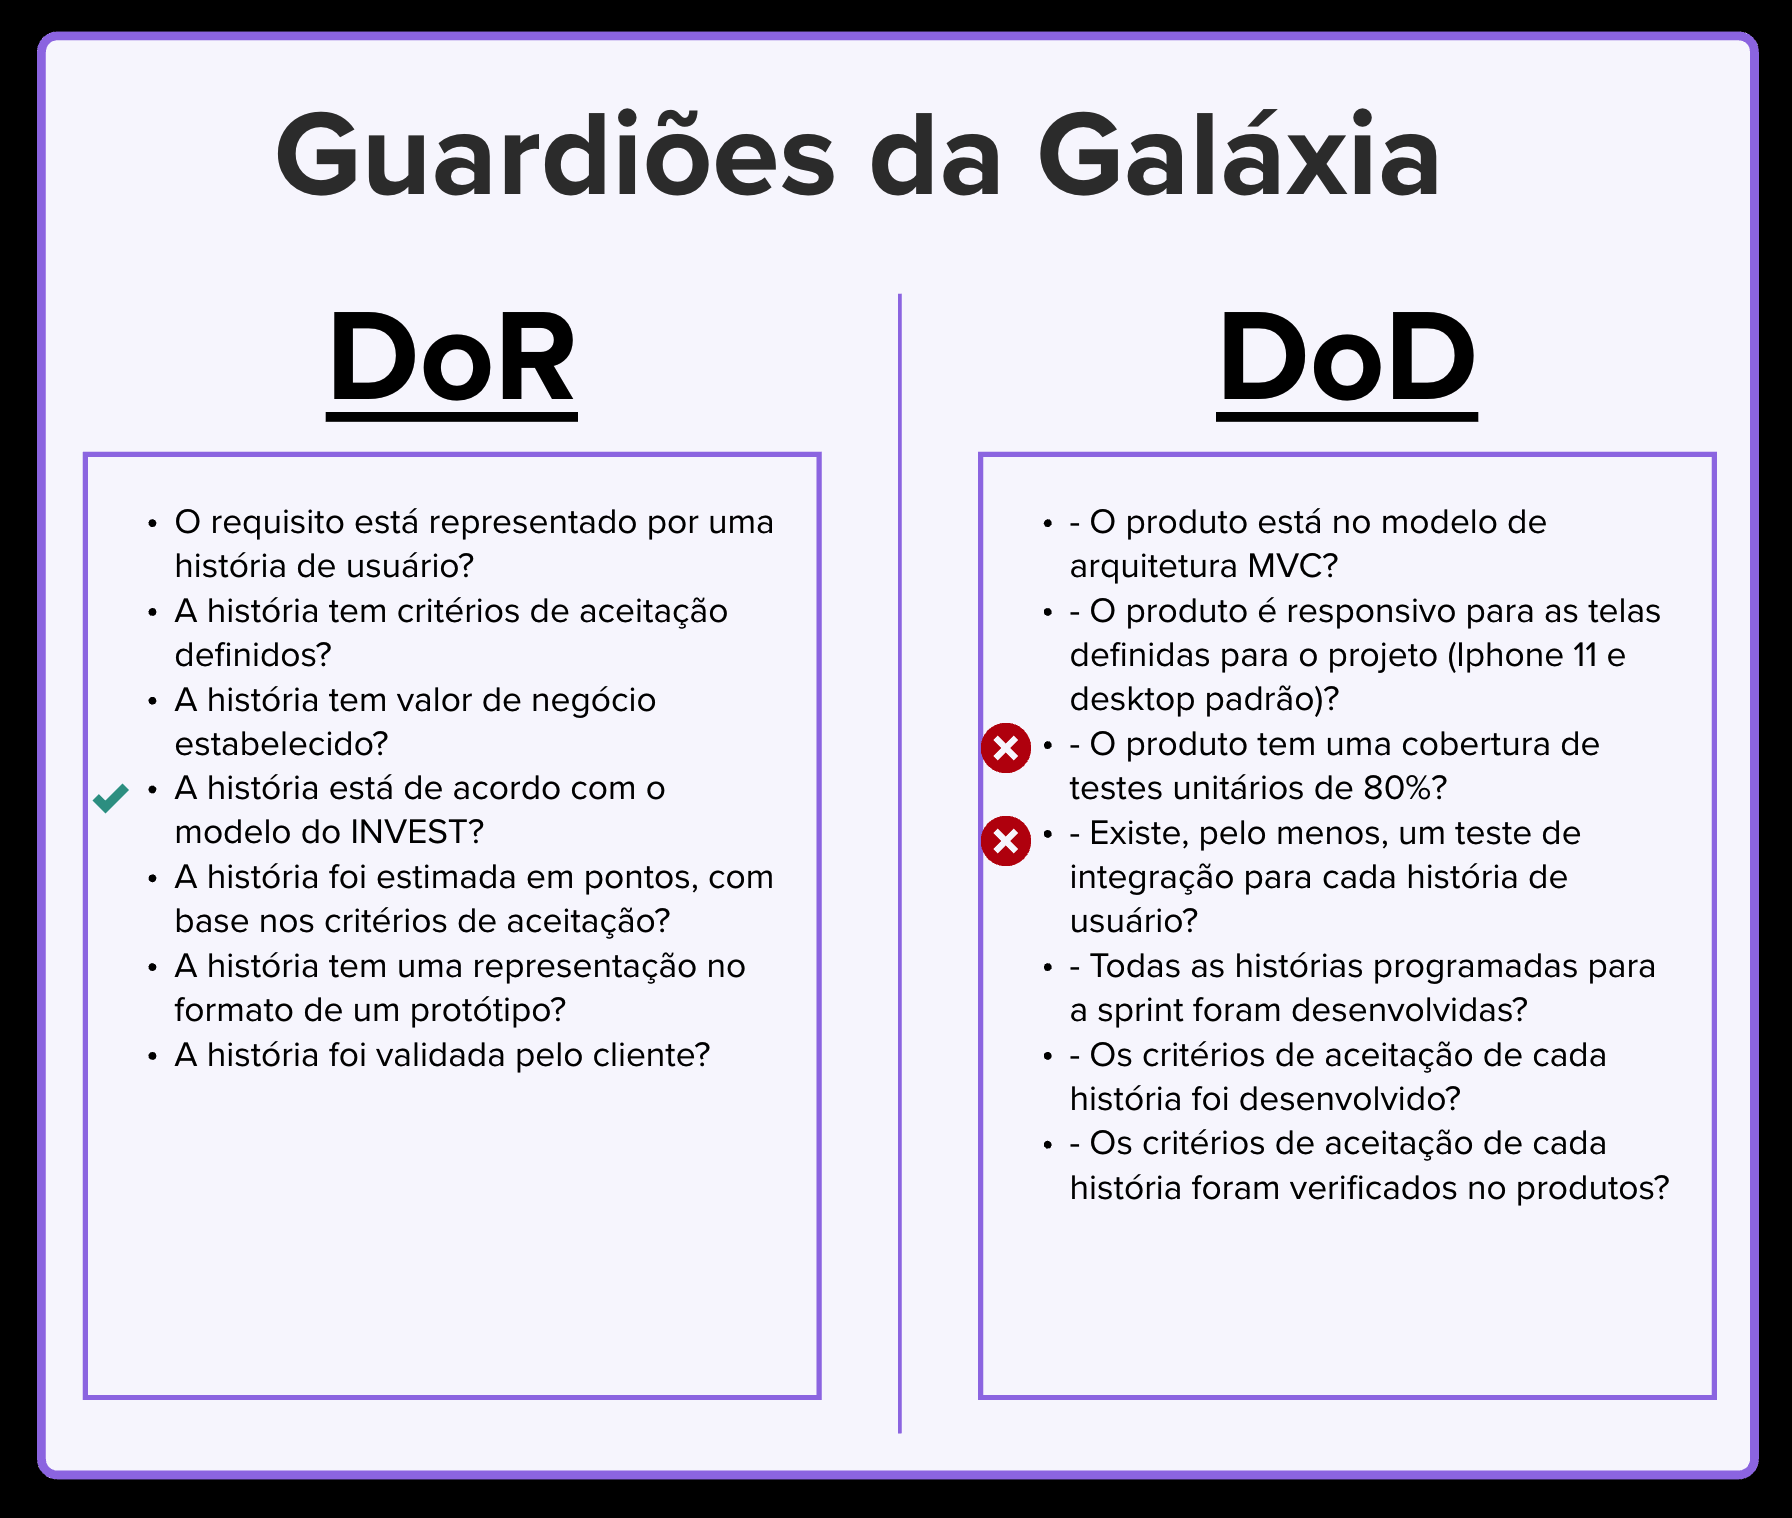 Guardiões da Galáxia
DoR
• O requisito está representado por uma
história de usuário?
• A história tem critérios de aceitação
definidos?
• A história tem valor de negócio
estabelecido?
• A história está de acordo com o
modelo do INVEST?
• A história foi estimada em pontos, com
base nos critérios de aceitação?
• A história tem uma representação no
formato de um protótipo?
• A história foi validada pelo cliente?
DoD
• - O produto está no modelo de
arquitetura MVC?
• - O produto é responsivo para as telas
definidas para o projeto (Iphone 11 e
desktop padrão)?
• - O produto tem uma cobertura de
testes unitários de 80%?
• - Existe, pelo menos, um teste de
integração para cada história de
usuário?
• - Todas as histórias programadas para
a sprint foram desenvolvidas?
• - Os critérios de aceitação de cada
história foi desenvolvido?
• - Os critérios de aceitação de cada
história foram verificados no produtos?